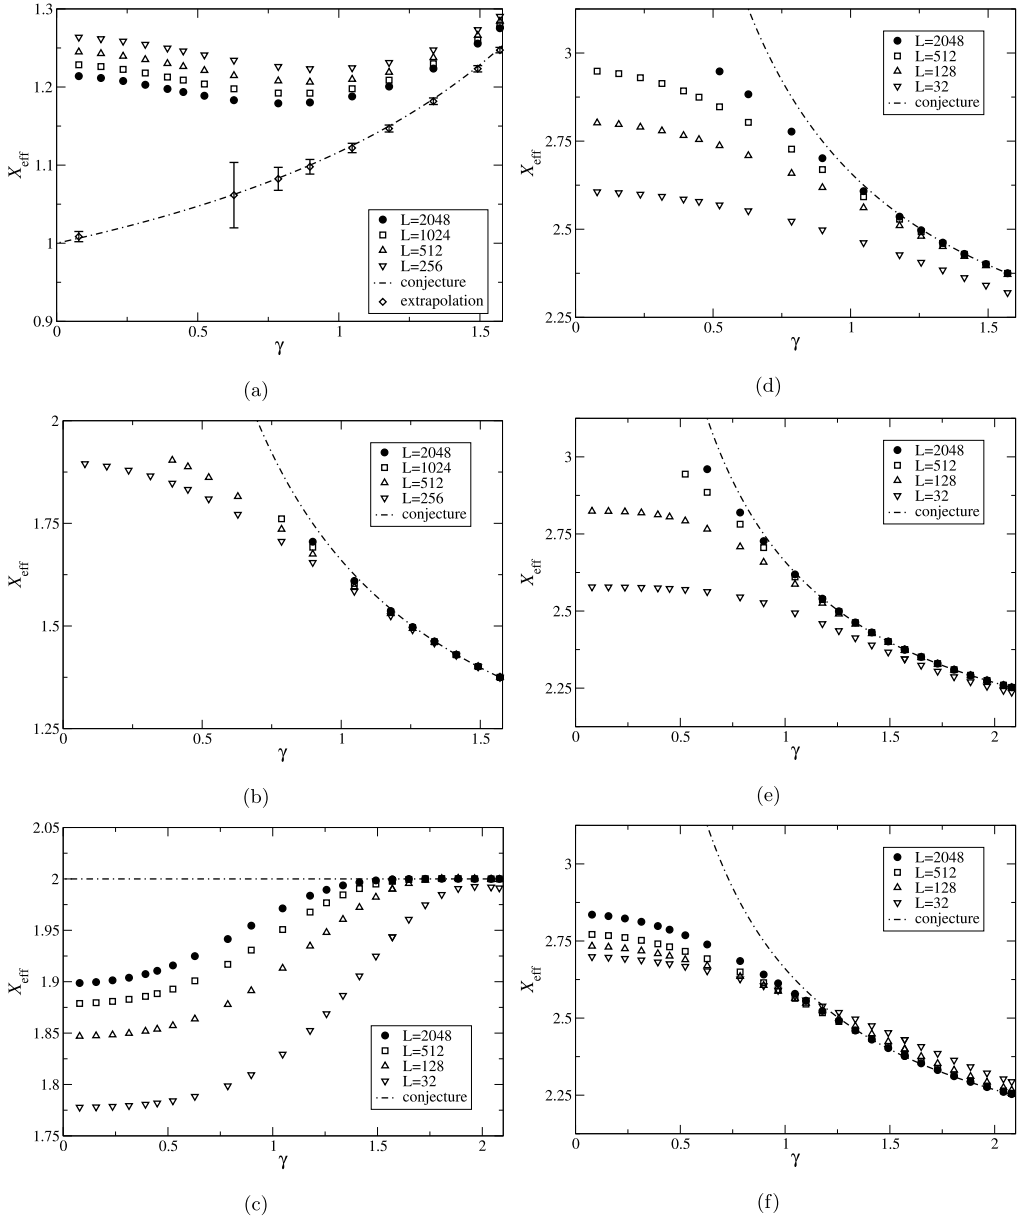 1.3
1.2
1.1
1
0.9
X_eff
L=2048
L=1024
L=512
L=256
conjecture
extrapolation
0 0.5 1 1.5
γ
(a)
3
2.75
2.5
2.25
X_eff
L=2048
L=512
L=128
L=32
conjecture
0 0.5 1 1.5
γ
(d)
2
1.75
1.5
1.25
X_eff
L=2048
L=1024
L=512
L=256
conjecture
0 0.5 1 1.5
γ
(b)
3
2.75
2.5
2.25
X_eff
L=2048
L=512
L=128
L=32
conjecture
0 0.5 1 1.5 2
γ
(e)
2.05
2
1.95
1.9
1.85
1.8
1.75
X_eff
L=2048
L=512
L=128
L=32
conjecture
0 0.5 1 1.5 2
γ
(c)
3
2.75
2.5
2.25
X_eff
L=2048
L=512
L=128
L=32
conjecture
0 0.5 1 1.5 2
γ
(f)